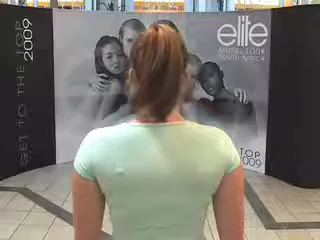 GET TO THE TOP 2009
elite
MODEL LOOK
SOUTH AFRICA
TOP
2009